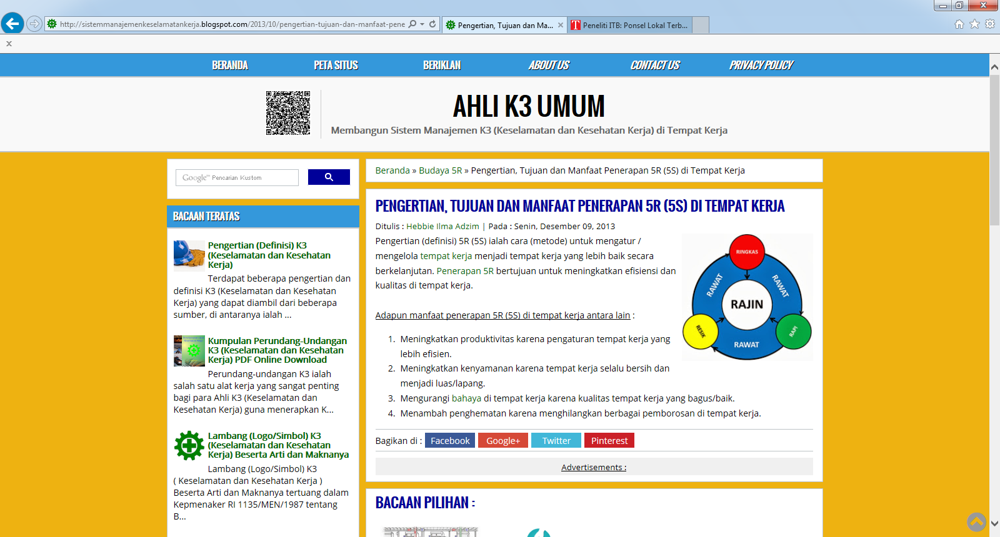 http://sistemmanajemenkeselamatankerja.blogspot.com/2013/10/pengertian-tujuan-dan-manfaat-pene
Pengertian, Tujuan dan Ma...
Peneliti ITB: Ponsel Lokal Terb...
BERANDA
PETA SITUS
BERIKLAN
ABOUT US
CONTACT US
PRIVACY POLICY
AHLI K3 UMUM
Membangun Sistem Manajemen K3 (Keselamatan dan Kesehatan Kerja) di Tempat Kerja
Google™ Pencarian Kustom
BACAAN TERATAS
Pengertian (Definisi) K3
(Keselamatan dan Kesehatan
Kerja)
Terdapat beberapa pengertian dan
definisi K3 (Keselamatan dan Kesehatan
Kerja) yang dapat diambil dari beberapa
sumber, di antaranya ialah ...
Kumpulan Perundang-Undangan
K3 (Keselamatan dan Kesehatan
Kerja) PDF Online Download
Perundang-undangan K3 ialah
salah satu alat kerja yang sangat penting
bagi para Ahli K3 (Keselamatan dan
Kesehatan Kerja) guna menerapkan K...
Lambang (Logo/Simbol) K3
(Keselamatan dan Kesehatan
Kerja) Beserta Arti dan Maknanya
Lambang (Logo/Simbol) K3
( Keselamatan dan Kesehatan Kerja )
Beserta Arti dan Maknanya tertuang dalam
Kepmenaker RI 1135/MEN/1987 tentang
B...
Beranda » Budaya 5R » Pengertian, Tujuan dan Manfaat Penerapan 5R (5S) di Tempat Kerja
PENGERTIAN, TUJUAN DAN MANFAAT PENERAPAN 5R (5S) DI TEMPAT KERJA
Ditulis : Hebbie Ilma Adzim | Pada : Senin, Desember 09, 2013
Pengertian (definisi) 5R (5S) ialah cara (metode) untuk mengatur /
mengelola tempat kerja menjadi tempat kerja yang lebih baik secara
berkelanjutan. Penerapan 5R bertujuan untuk meningkatkan efisiensi dan
kualitas di tempat kerja.
RINGKAS
RAWAT
RAWAT
RAJIN
RESIK
RAPI
RAWAT
Adapun manfaat penerapan 5R (5S) di tempat kerja antara lain :
1. Meningkatkan produktivitas karena pengaturan tempat kerja yang
lebih efisien.
2. Meningkatkan kenyamanan karena tempat kerja selalu bersih dan
menjadi luas/lapang.
3. Mengurangi bahaya di tempat kerja karena kualitas tempat kerja yang bagus/baik.
4. Menambah penghematan karena menghilangkan berbagai pemborosan di tempat kerja.
Bagikan di : Facebook Google+ Twitter Pinterest
Advertisements :
BACAAN PILIHAN :